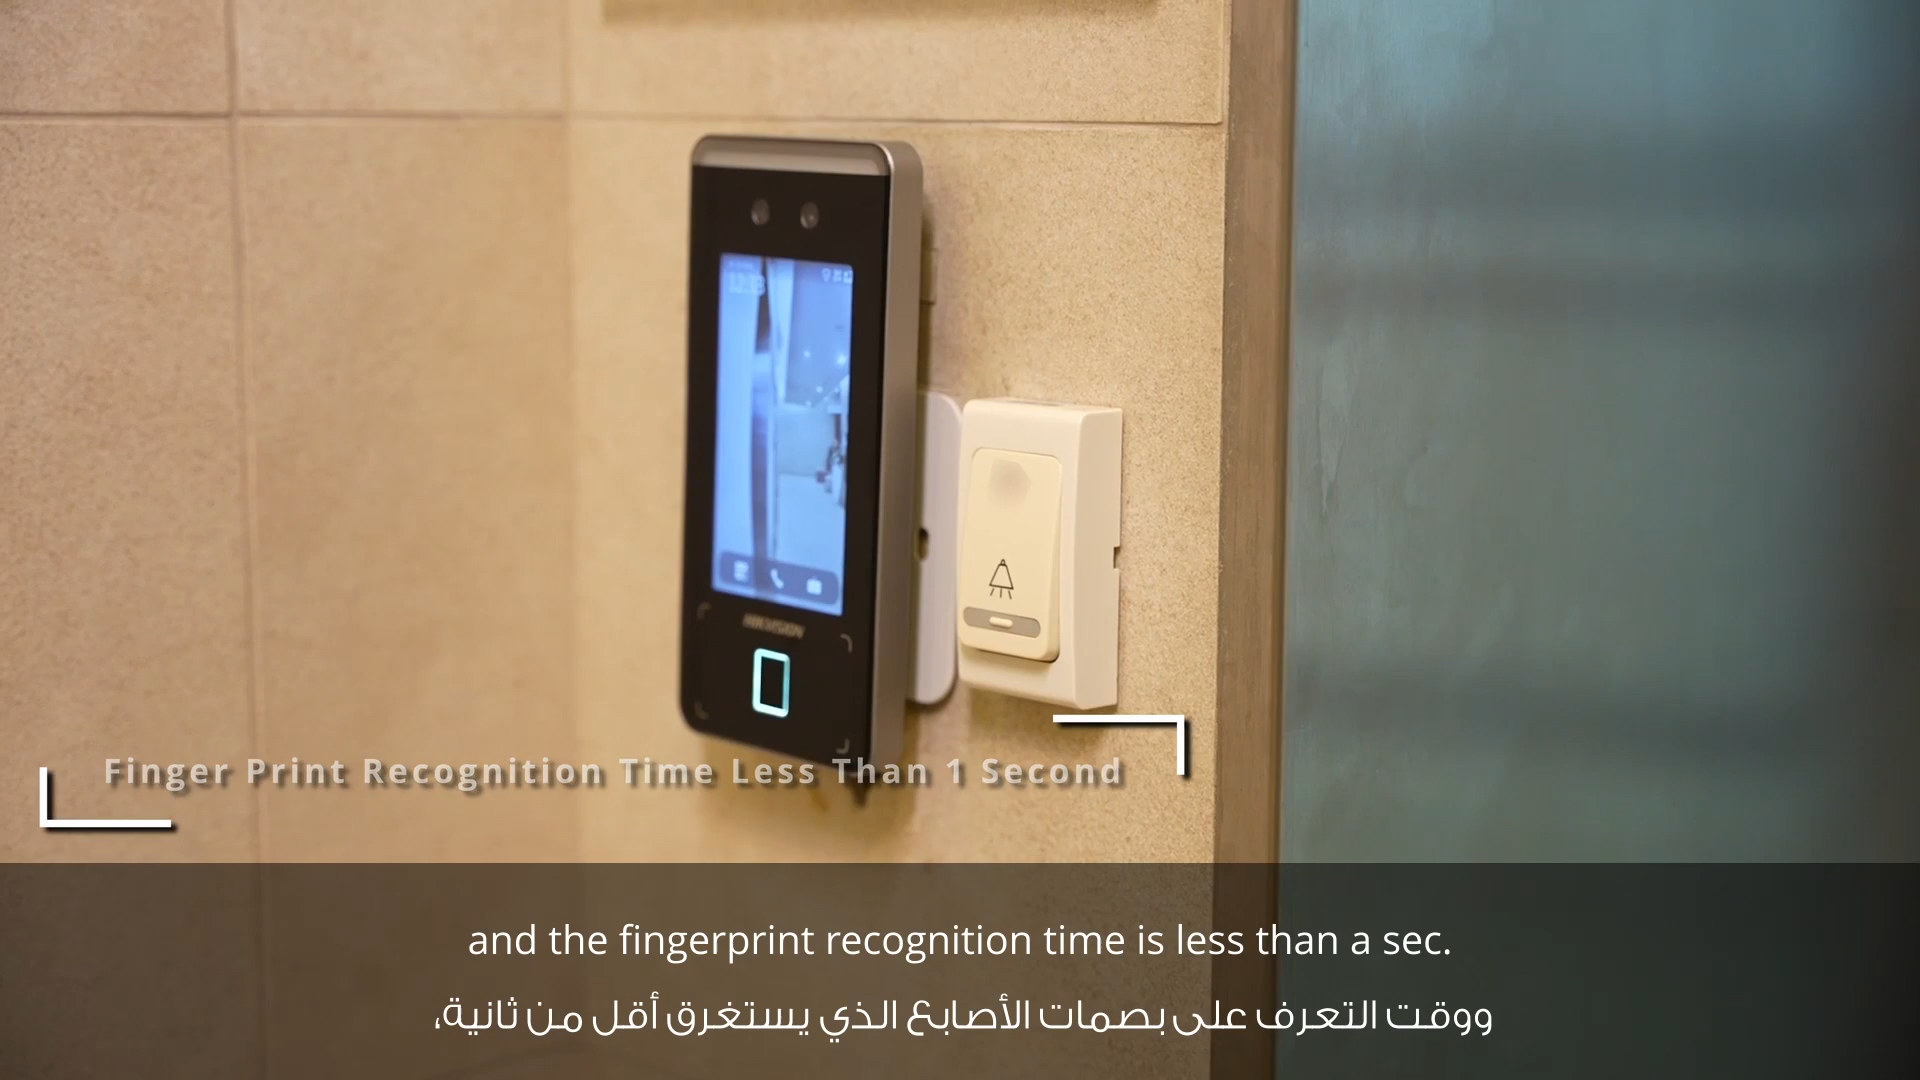 HIKVISION
Finger Print Recognition Time Less Than 1 Second
and the fingerprint recognition time is less than a sec.
ووقت التعرف على بصمات الأصابع الذي يستغرق أقل من ثانية،